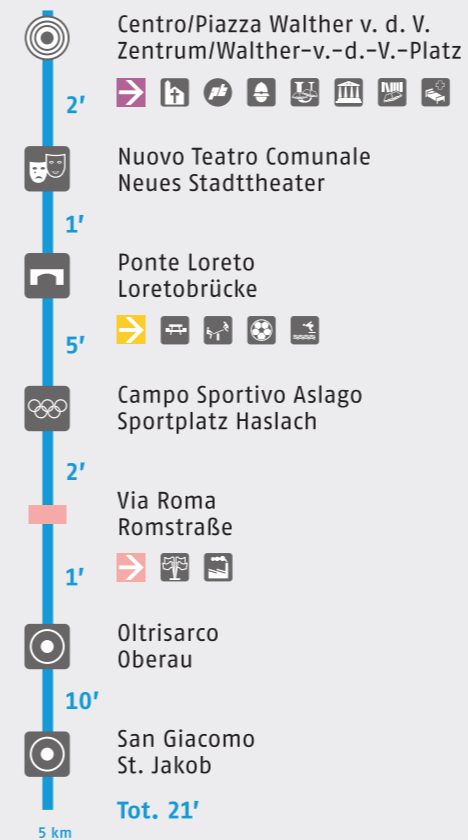 Centro/Piazza Walther v. d. V.
Zentrum/Walther-v.-d.-V.-Platz
2'
Nuovo Teatro Comunale
Neues Stadttheater
1'
Ponte Loreto
Loretobrücke
5'
Campo Sportivo Aslago
Sportplatz Haslach
2'
Via Roma
Romstraße
1'
Oltrisarco
Oberau
10'
San Giacomo
St. Jakob
Tot. 21'
5 km